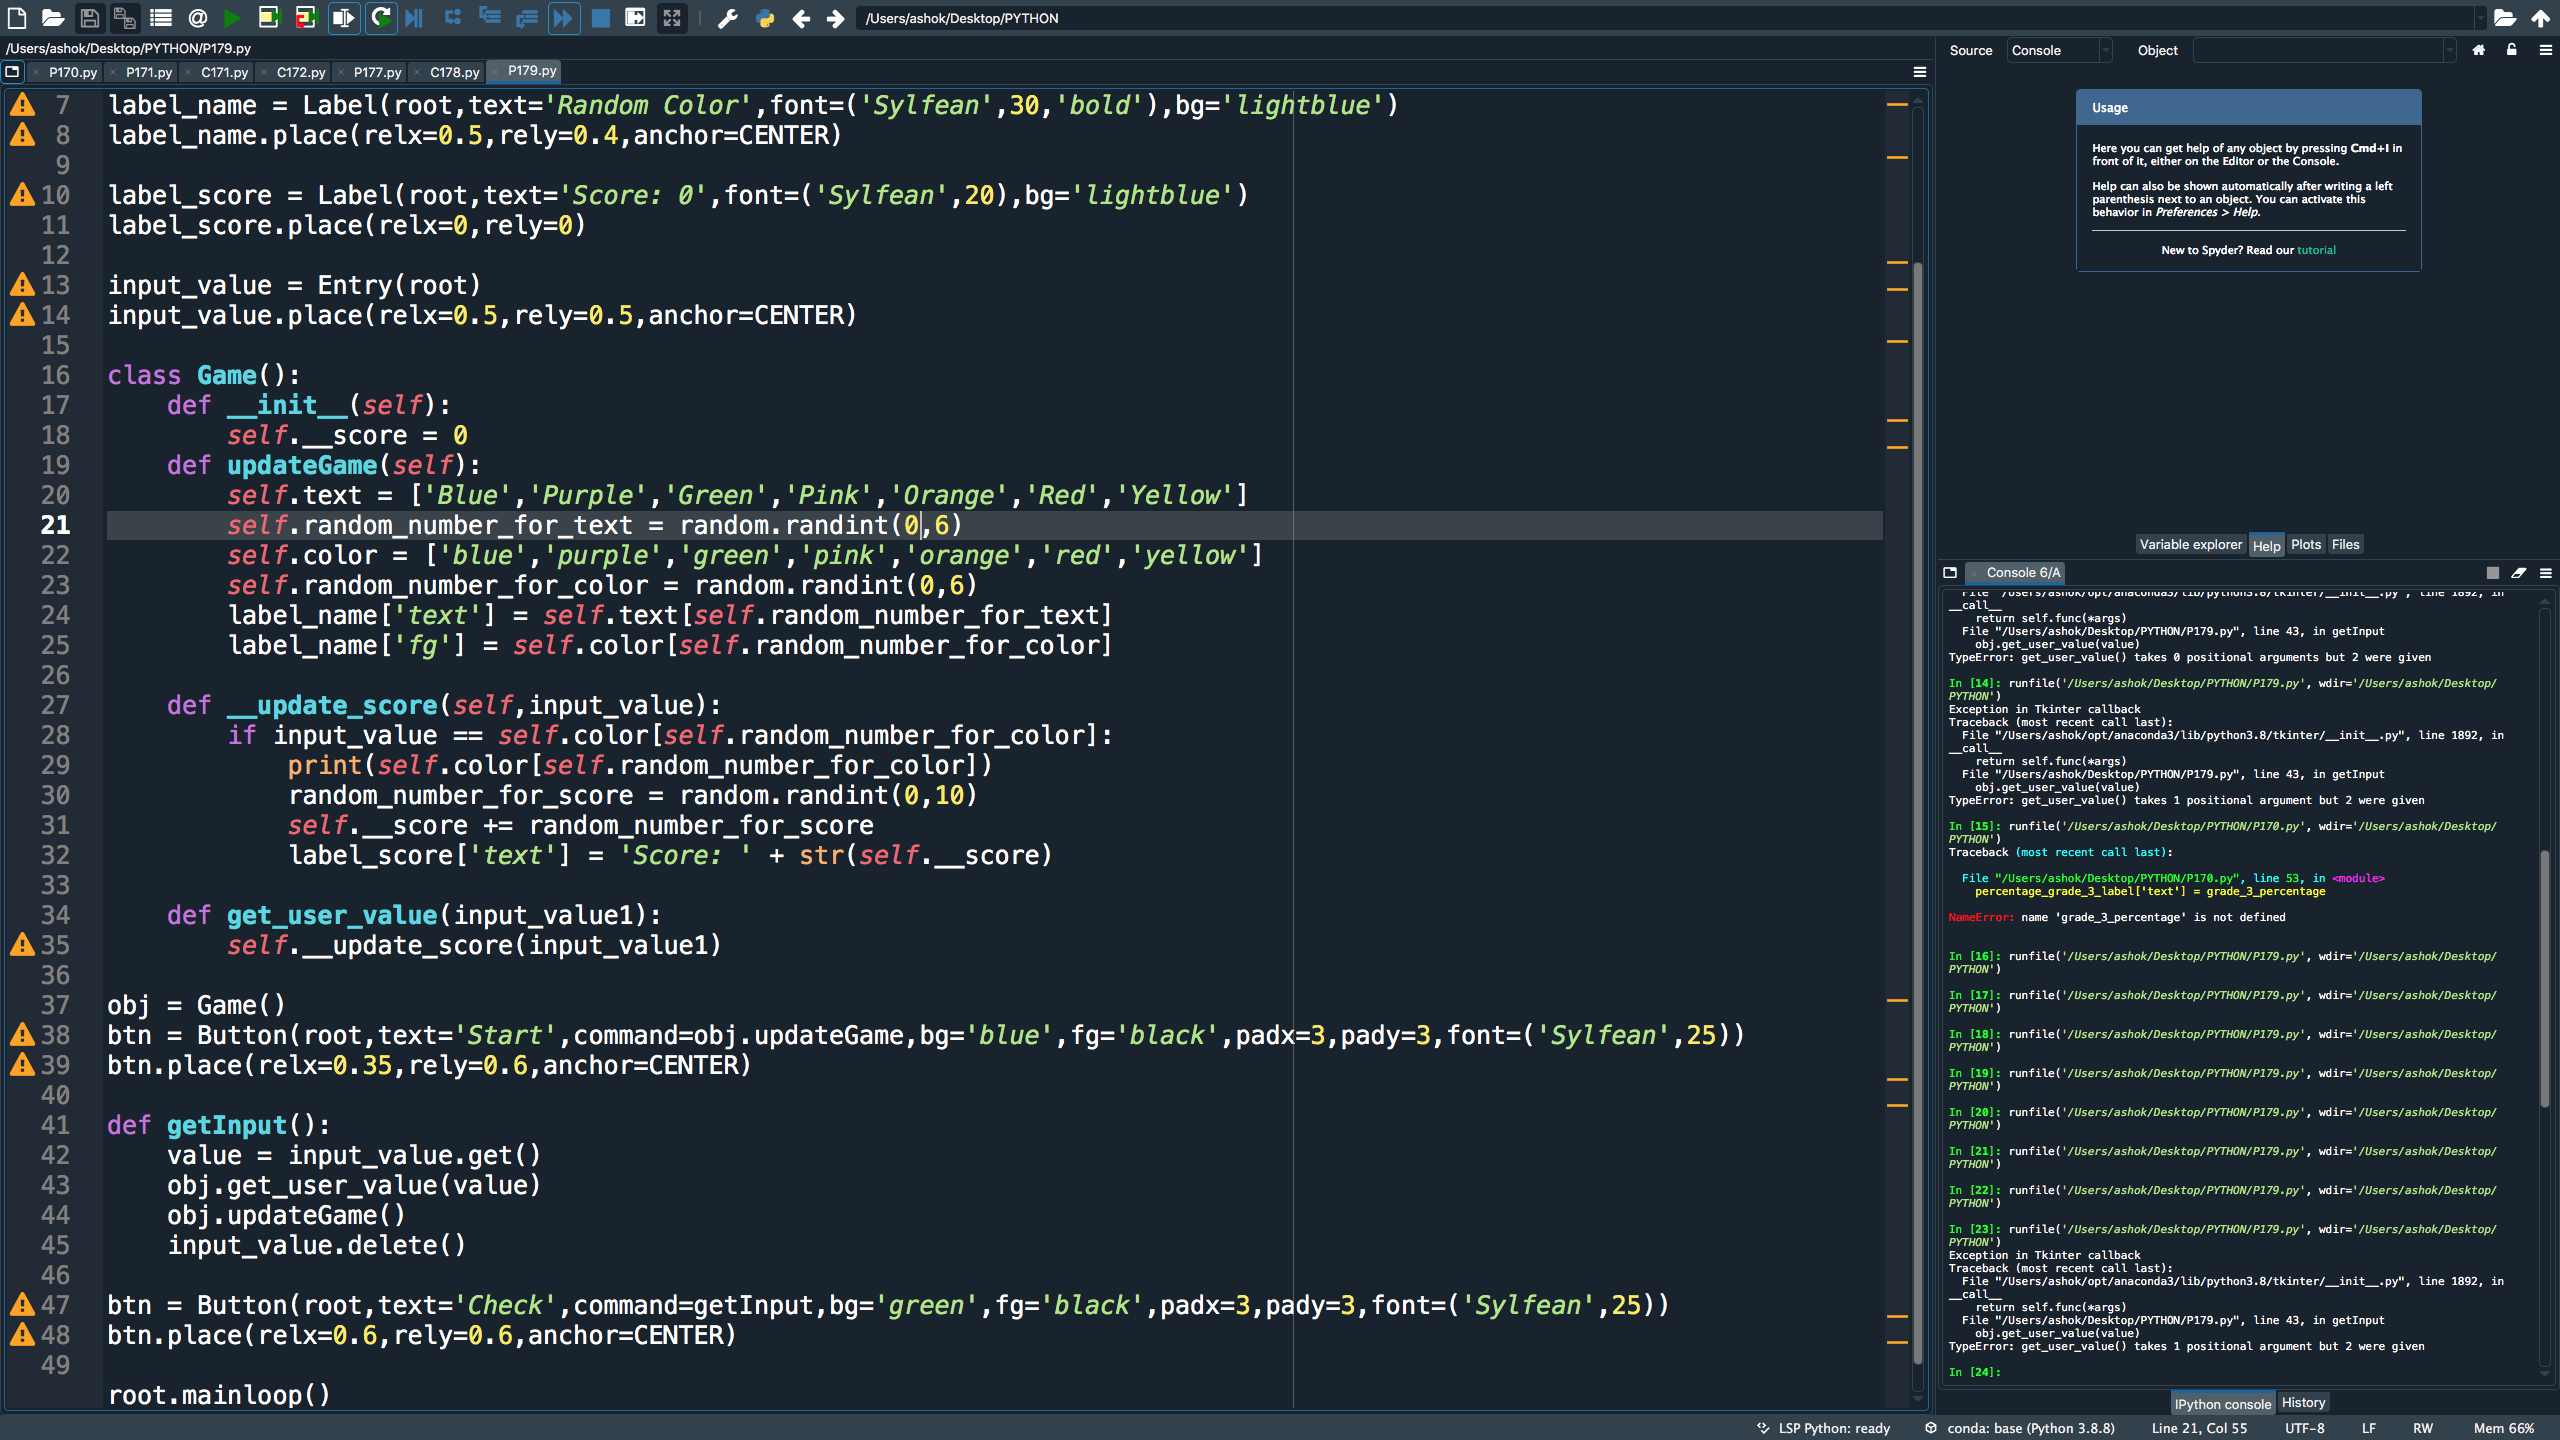 /Users/ashok/Desktop/PYTHON
/Users/ashok/Desktop/PYTHON/P179.py
P170.py P171.py C171.py C172.py P177.py C178.py P179.py
7 label_name = Label(root,text='Random Color',font=('Sylfean',30,'bold'),bg='lightblue')
8 label_name.place(relx=0.5,rely=0.4,anchor=CENTER)
9
10 label_score = Label(root,text='Score: 0',font=('Sylfean',20),bg='lightblue')
11 label_score.place(relx=0,rely=0)
12
13 input_value = Entry(root)
14 input_value.place(relx=0.5,rely=0.5,anchor=CENTER)
15
16 class Game():
17 def __init__(self):
18 self.__score = 0
19 def updateGame(self):
20 self.text = ['Blue','Purple','Green','Pink','Orange','Red','Yellow']
21 self.random_number_for_text = random.randint(0,6)
22 self.color = ['blue','purple','green','pink','orange','red','yellow']
23 self.random_number_for_color = random.randint(0,6)
24 label_name['text'] = self.text[self.random_number_for_text]
25 label_name['fg'] = self.color[self.random_number_for_color]
26
27 def __update_score(self,input_value):
28 if input_value == self.color[self.random_number_for_color]:
29 print(self.color[self.random_number_for_color])
30 random_number_for_score = random.randint(0,10)
31 self.__score += random_number_for_score
32 label_score['text'] = 'Score: ' + str(self.__score)
33
34 def get_user_value(input_value1):
35 self.__update_score(input_value1)
36
37 obj = Game()
38 btn = Button(root,text='Start',command=obj.updateGame,bg='blue',fg='black',padx=3,pady=3,font=('Sylfean',25))
39 btn.place(relx=0.35,rely=0.6,anchor=CENTER)
40
41 def getInput():
42 value = input_value.get()
43 obj.get_user_value(value)
44 obj.updateGame()
45 input_value.delete()
46
47 btn = Button(root,text='Check',command=getInput,bg='green',fg='black',padx=3,pady=3,font=('Sylfean',25))
48 btn.place(relx=0.6,rely=0.6,anchor=CENTER)
49
root.mainloop()
Source Console Object
Usage
Here you can get help of any object by pressing Cmd+I in
front of it, either on the Editor or the Console.
Help can also be shown automatically after writing a left
parenthesis next to an object. You can activate this
behavior in Preferences > Help.
New to Spyder? Read our tutorial
Variable explorer Help Plots Files
Console 6/A
File "/Users/ashok/opt/anaconda3/lib/python3.8/tkinter/__init__.py", line 1892, in
__call__
return self.func(*args)
File "/Users/ashok/Desktop/PYTHON/P179.py", line 43, in getInput
obj.get_user_value(value)
TypeError: get_user_value() takes 0 positional arguments but 2 were given
In [14]: runfile('/Users/ashok/Desktop/PYTHON/P179.py', wdir='/Users/ashok/Desktop/
PYTHON')
Exception in Tkinter callback
Traceback (most recent call last):
File "/Users/ashok/opt/anaconda3/lib/python3.8/tkinter/__init__.py", line 1892, in
__call__
return self.func(*args)
File "/Users/ashok/Desktop/PYTHON/P179.py", line 43, in getInput
obj.get_user_value(value)
TypeError: get_user_value() takes 1 positional argument but 2 were given
In [15]: runfile('/Users/ashok/Desktop/PYTHON/P170.py', wdir='/Users/ashok/Desktop/
PYTHON')
Traceback (most recent call last):
File "/Users/ashok/Desktop/PYTHON/P170.py", line 53, in <module>
percentage_grade_3_label['text'] = grade_3_percentage
NameError: name 'grade_3_percentage' is not defined
In [16]: runfile('/Users/ashok/Desktop/PYTHON/P179.py', wdir='/Users/ashok/Desktop/
PYTHON')
In [17]: runfile('/Users/ashok/Desktop/PYTHON/P179.py', wdir='/Users/ashok/Desktop/
PYTHON')
In [18]: runfile('/Users/ashok/Desktop/PYTHON/P179.py', wdir='/Users/ashok/Desktop/
PYTHON')
In [19]: runfile('/Users/ashok/Desktop/PYTHON/P179.py', wdir='/Users/ashok/Desktop/
PYTHON')
In [20]: runfile('/Users/ashok/Desktop/PYTHON/P179.py', wdir='/Users/ashok/Desktop/
PYTHON')
In [21]: runfile('/Users/ashok/Desktop/PYTHON/P179.py', wdir='/Users/ashok/Desktop/
PYTHON')
In [22]: runfile('/Users/ashok/Desktop/PYTHON/P179.py', wdir='/Users/ashok/Desktop/
PYTHON')
In [23]: runfile('/Users/ashok/Desktop/PYTHON/P179.py', wdir='/Users/ashok/Desktop/
PYTHON')
Exception in Tkinter callback
Traceback (most recent call last):
File "/Users/ashok/opt/anaconda3/lib/python3.8/tkinter/__init__.py", line 1892, in
__call__
return self.func(*args)
File "/Users/ashok/Desktop/PYTHON/P179.py", line 43, in getInput
obj.get_user_value(value)
TypeError: get_user_value() takes 1 positional argument but 2 were given
In [24]:
IPython console History
LSP Python: ready conda: base (Python 3.8.8) Line 21, Col 55 UTF-8 LF RW Mem 66%